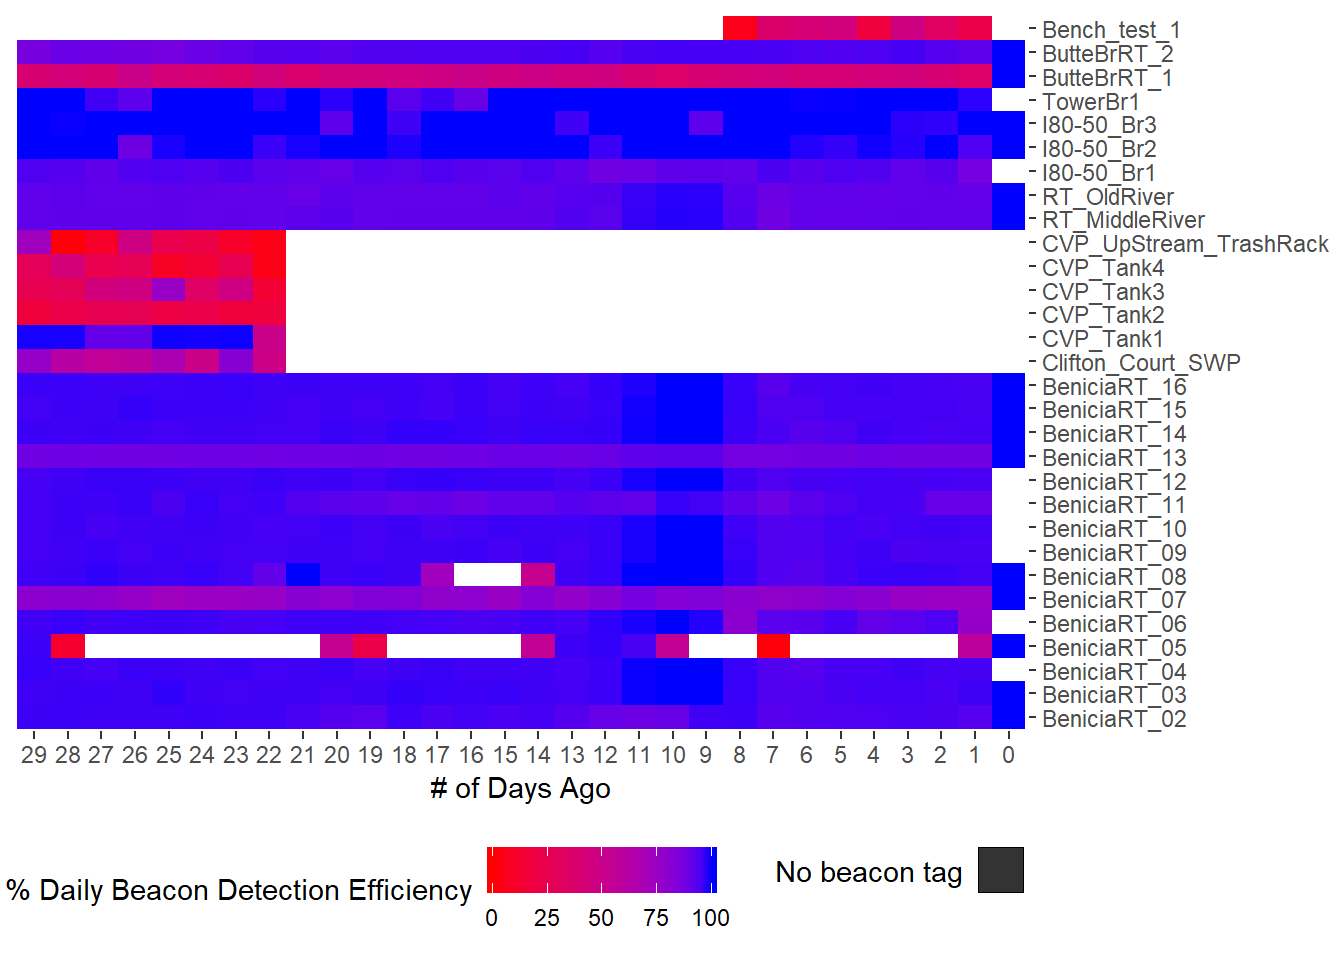 Bench_test_1
ButteBrRT_2
ButteBrRT_1
TowerBr1
I80-50_Br3
I80-50_Br2
I80-50_Br1
RT_OldRiver
RT_MiddleRiver
CVP_UpStream_TrashRack
CVP_Tank4
CVP_Tank3
CVP_Tank2
CVP_Tank1
Clifton_Court_SWP
BeniciaRT_16
BeniciaRT_15
BeniciaRT_14
BeniciaRT_13
BeniciaRT_12
BeniciaRT_11
BeniciaRT_10
BeniciaRT_09
BeniciaRT_08
BeniciaRT_07
BeniciaRT_06
BeniciaRT_05
BeniciaRT_04
BeniciaRT_03
BeniciaRT_02
29 28 27 26 25 24 23 22 21 20 19 18 17 16 15 14 13 12 11 10 9 8 7 6 5 4 3 2 1 0
# of Days Ago
% Daily Beacon Detection Efficiency
0 25 50 75 100
No beacon tag